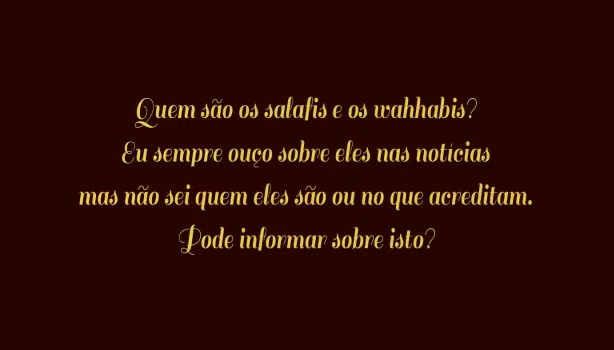 Quem são os salafis e os wahhabis?
Eu sempre ouço sobre eles nas notícias
mas não sei quem eles são ou no que acreditam.
Pode informar sobre isto?